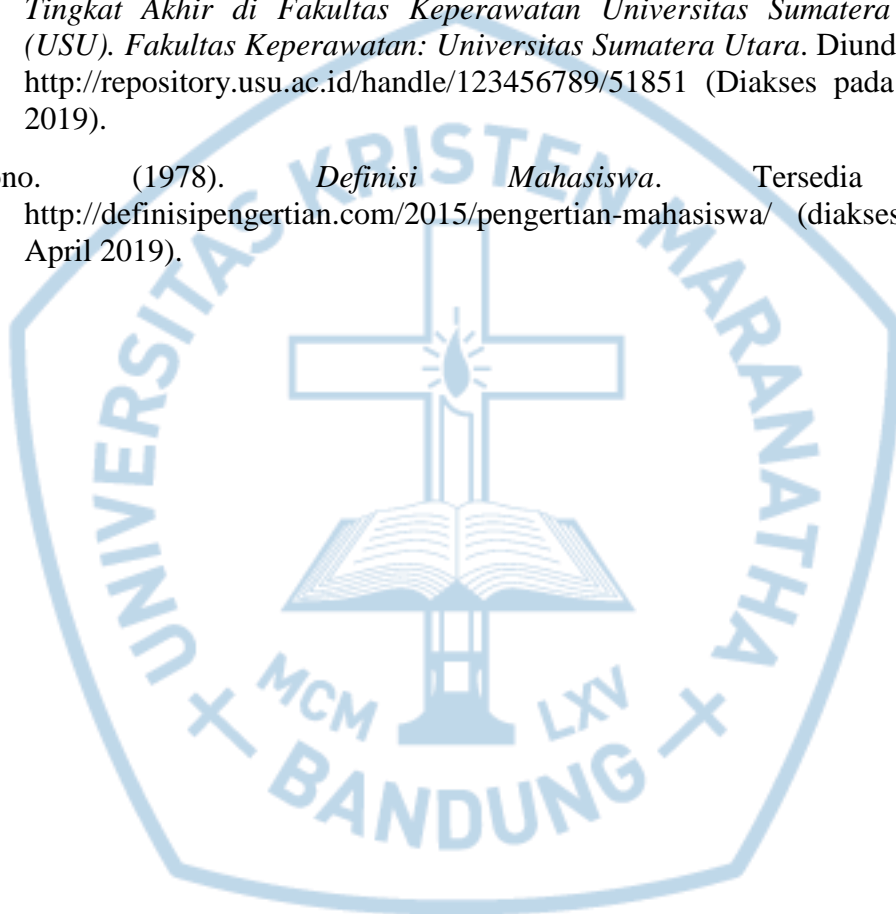 Tingkat Akhir di Fakultas Keperawatan Universitas Sumatera
(USU). Fakultas Keperawatan: Universitas Sumatera Utara. Diund
http://repository.usu.ac.id/handle/123456789/51851 (Diakses pada
2019).
no. (1978). Definisi Mahasiswa. Tersedia
http://definisipengertian.com/2015/pengertian-mahasiswa/ (diakses
April 2019).
UNIVERSITAS KRISTEN MARANATHA
MCM LXV
BANDUNG